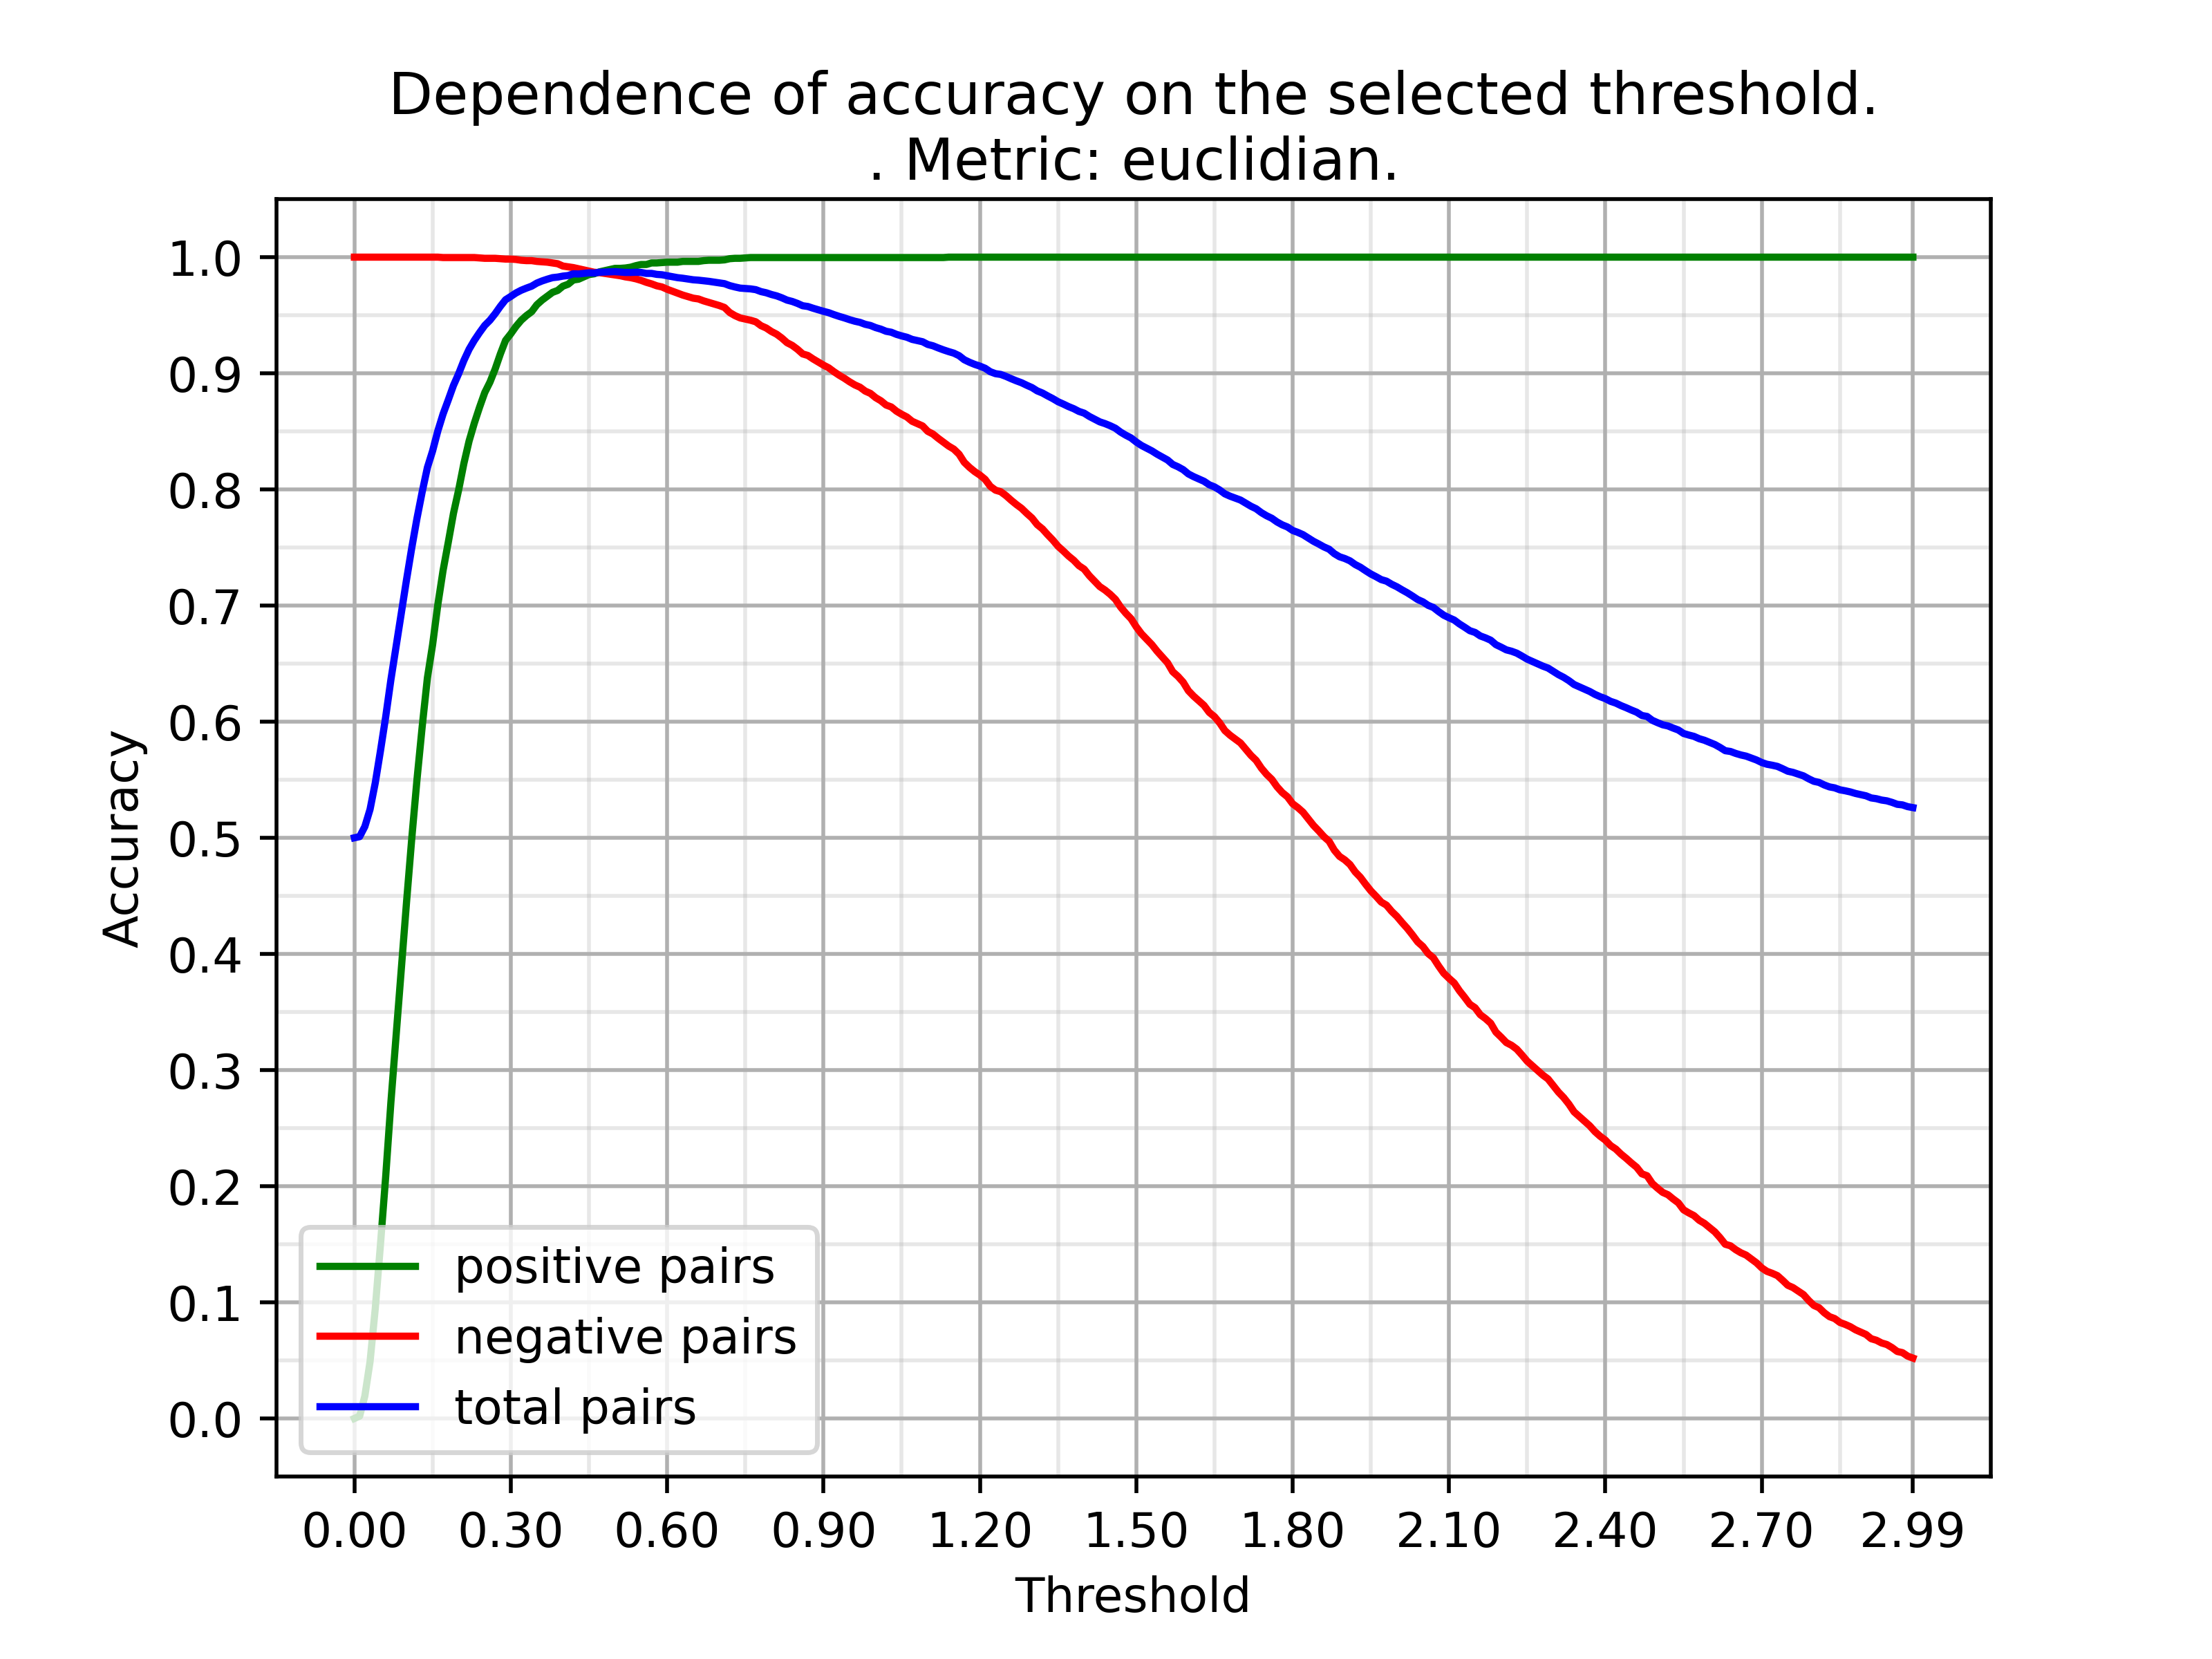 Dependence of accuracy on the selected threshold.
. Metric: euclidian.
1.0
0.9
0.8
0.7
0.6
0.5
0.4
0.3
0.2
0.1
0.0
Accuracy
positive pairs
negative pairs
total pairs
0.00 0.30 0.60 0.90 1.20 1.50 1.80 2.10 2.40 2.70 2.99
Threshold